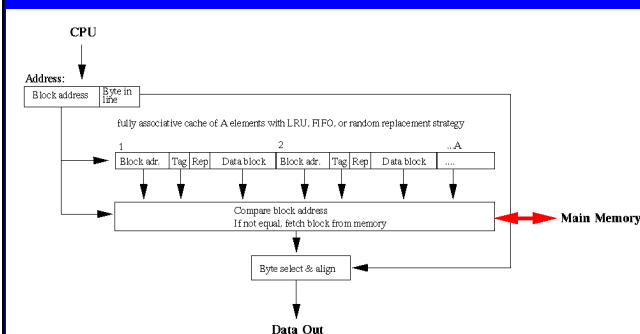 CPU
Address:
Block address Byte in line
fully associative cache of A elements with LRU, FIFO, or random replacement strategy
1 2 ...A
Block adr. Tag Rep Data block Block adr. Tag Rep Data block ....
Compare block address
If not equal, fetch block from memory
Main Memory
Byte select & align
Data Out